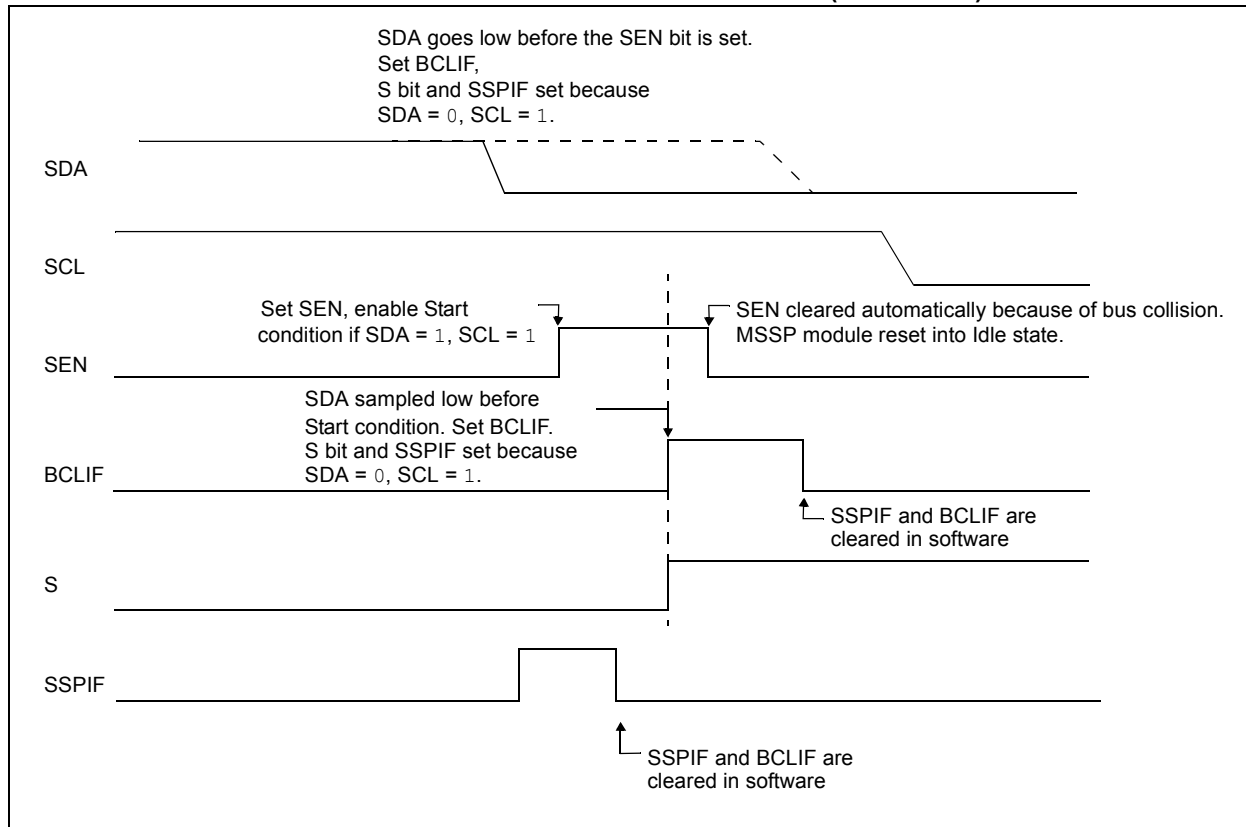 SDA goes low before the SEN bit is set.
Set BCLIF,
S bit and SSPIF set because
SDA = 0, SCL = 1.
SDA
SCL
Set SEN, enable Start
condition if SDA = 1, SCL = 1
SEN cleared automatically because of bus collision.
MSSP module reset into Idle state.
SEN
SDA sampled low before
Start condition. Set BCLIF.
S bit and SSPIF set because
SDA = 0, SCL = 1.
BCLIF
SSPIF and BCLIF are
cleared in software
S
SSPIF
SSPIF and BCLIF are
cleared in software